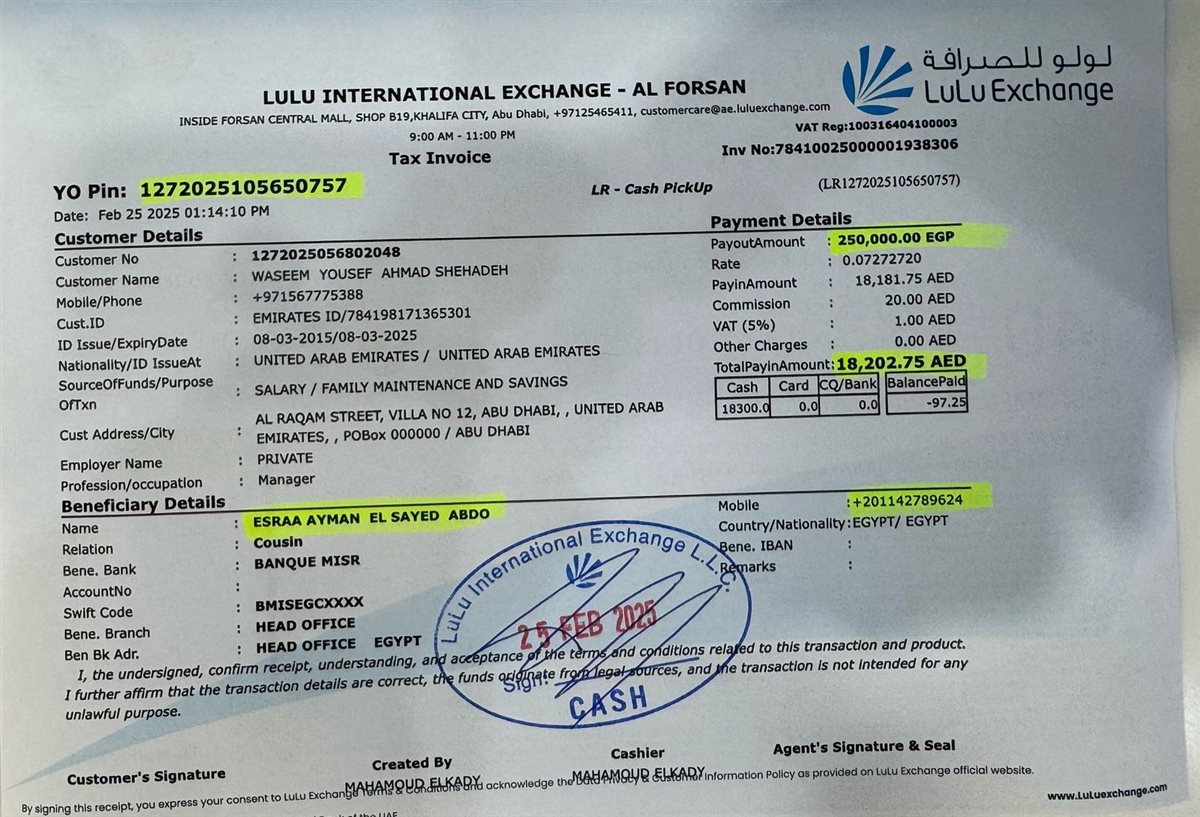 لولو للصرافة
LuLu Exchange
LULU INTERNATIONAL EXCHANGE - AL FORSAN
INSIDE FORSAN CENTRAL MALL, SHOP B19,KHALIFA CITY, Abu Dhabi, +97125465411, customercare@ae.luluexchange.com
9:00 AM - 11:00 PM
VAT Reg:100316404100003
Tax Invoice
Inv No:78410025000001938306
YO Pin: 1272025105650757
LR - Cash PickUp
(LR1272025105650757)
Date: Feb 25 2025 01:14:10 PM
Customer Details
Customer No : 1272025056802048
Customer Name : WASEEM YOUSEF AHMAD SHEHADEH
Mobile/Phone : +971567775388
Cust.ID : EMIRATES ID/784198171365301
ID Issue/ExpiryDate : 08-03-2015/08-03-2025
Nationality/ID IssueAt : UNITED ARAB EMIRATES / UNITED ARAB EMIRATES
SourceOfFunds/Purpose OfTxn : SALARY / FAMILY MAINTENANCE AND SAVINGS
Cust Address/City : AL RAQAM STREET, VILLA NO 12, ABU DHABI, , UNITED ARAB
EMIRATES, , POBox 000000 / ABU DHABI
Employer Name : PRIVATE
Profession/occupation : Manager
Payment Details
PayoutAmount : 250,000.00 EGP
Rate : 0.07272720
PayinAmount : 18,181.75 AED
Commission : 20.00 AED
VAT (5%) : 1.00 AED
Other Charges : 0.00 AED
TotalPayinAmount: 18,202.75 AED
Cash Card CQ/Bank BalancePaid
18300.0 0.0 0.0 -97.25
Beneficiary Details
Name : ESRAA AYMAN EL SAYED ABDO
Relation : Cousin
Bene. Bank : BANQUE MISR
AccountNo :
Swift Code : BMISEGCXXXX
Bene. Branch : HEAD OFFICE
Ben Bk Adr. : HEAD OFFICE EGYPT
Mobile :+201142789624
Country/Nationality:EGYPT/ EGYPT
Bene. IBAN :
Remarks :
LuLu International Exchange L.L.C.
25 FEB 2025
Sign:
CASH
I, the undersigned, confirm receipt, understanding, and acceptance of the terms and conditions related to this transaction and product.
I further affirm that the transaction details are correct, the funds originate from legal sources, and the transaction is not intended for any
unlawful purpose.
Customer's Signature
Created By
Cashier
Agent's Signature & Seal
MAHAMOUD ELKADY
MAHAMOUD ELKADY
By signing this receipt, you express your consent to LuLu Exchange Terms & Conditions and acknowledge the Data Privacy & Customer Information Policy as provided on LuLu Exchange official website.
www.LuLuexchange.com